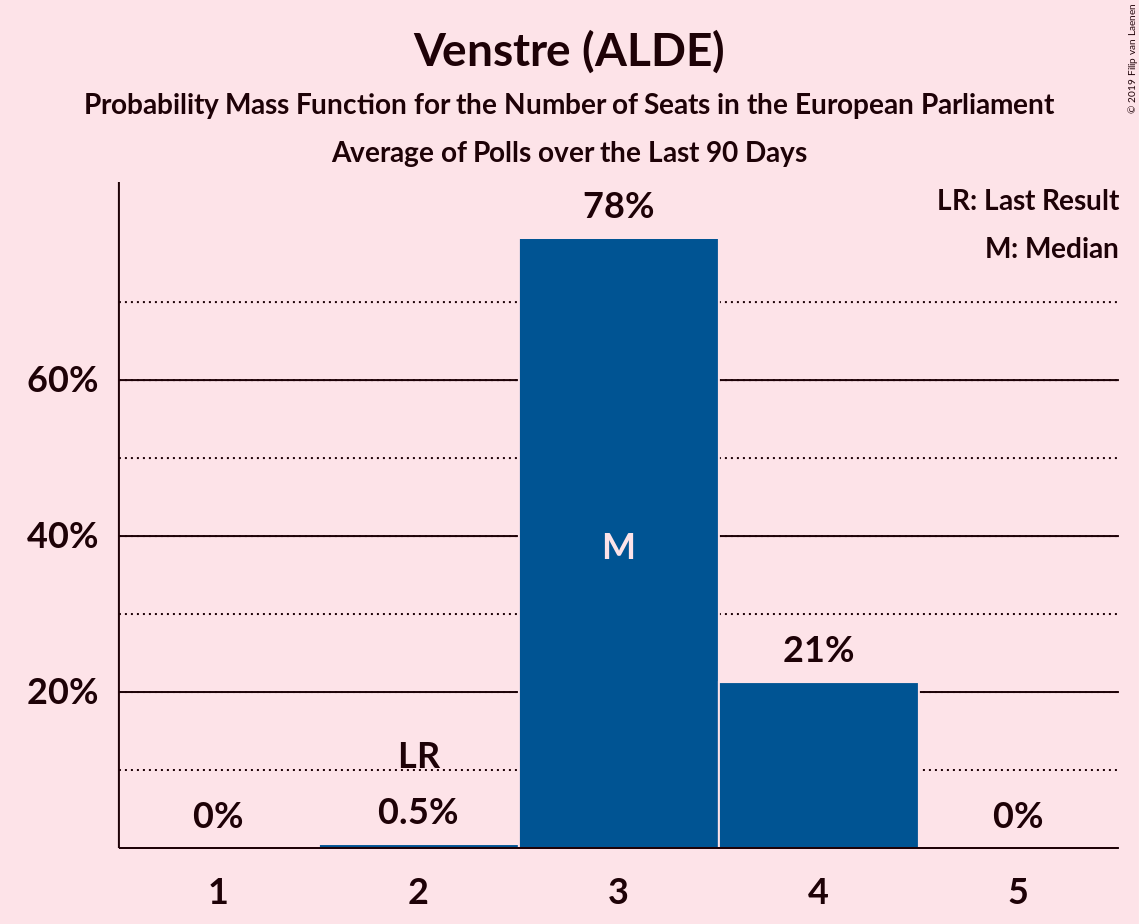 Venstre (ALDE)
Probability Mass Function for the Number of Seats in the European Parliament
Average of Polls over the Last 90 Days
© 2019 Filip van Laenen
LR: Last Result
M: Median
78%
60%
40%
20%
M
21%
LR
0%
0.5%
0%
1
2
3
4
5